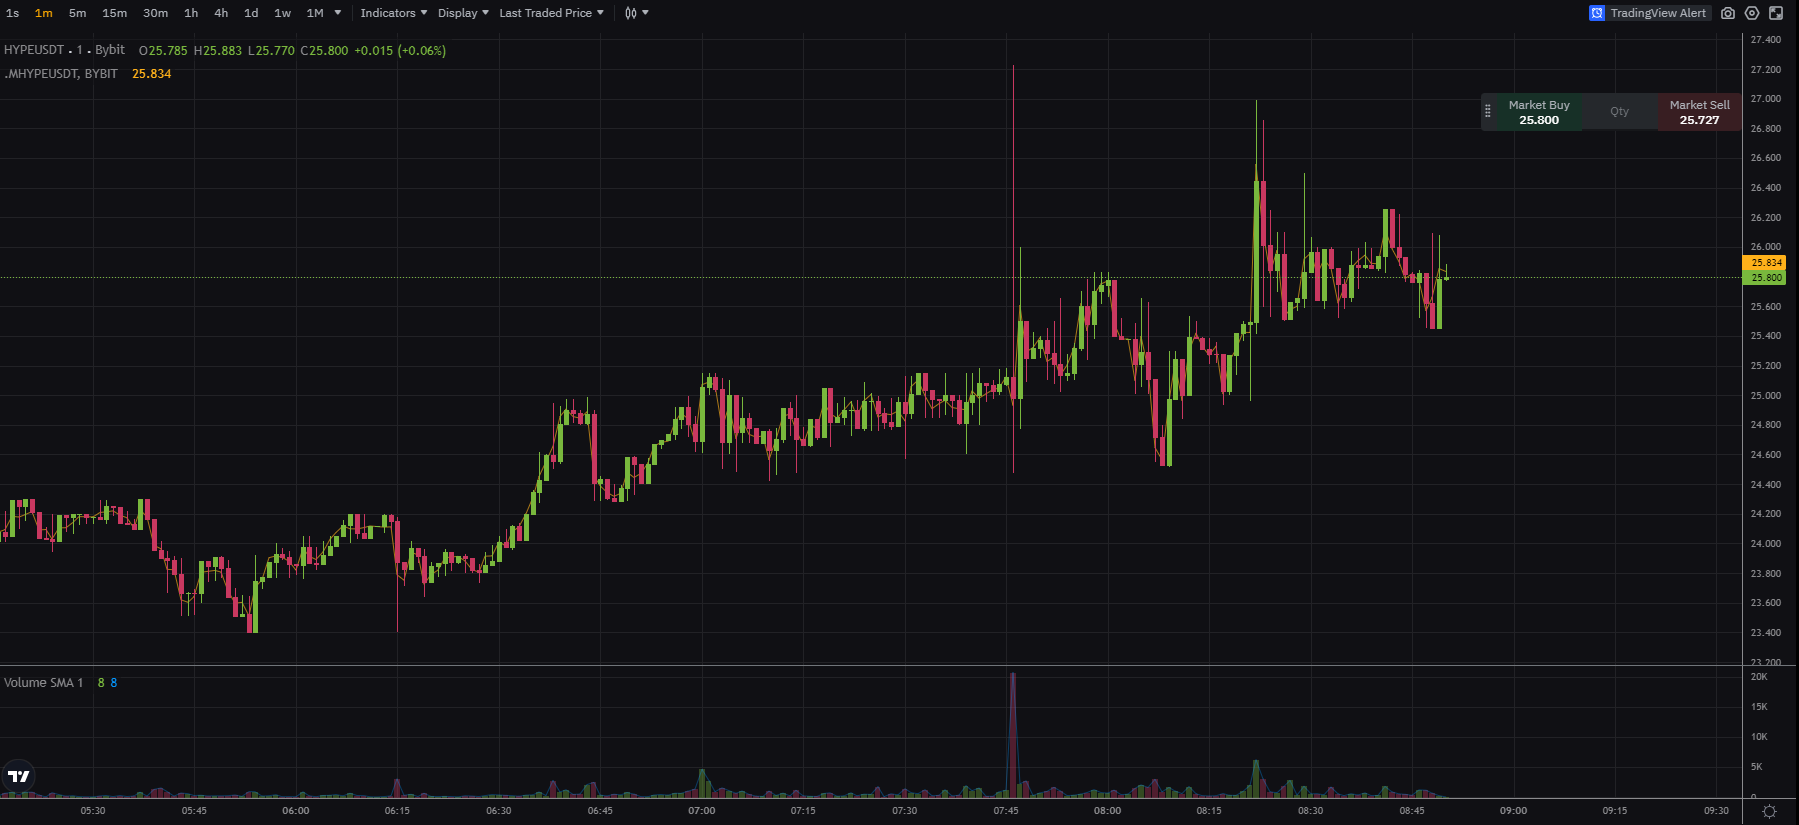 1s 1m 5m 15m 30m 1h 4h 1d 1w 1M Indicators Display Last Traded Price TradingView Alert
HYPEUSDT · 1 · Bybit O25.785 H25.883 L25.770 C25.800 +0.015 (+0.06%)
.MHYPEUSDT, BYBIT 25.834
Market Buy Qty Market Sell
25.800 25.727
27.400
27.200
27.000
26.800
26.600
26.400
26.200
26.000
25.834
25.800
25.600
25.400
25.200
25.000
24.800
24.600
24.400
24.200
24.000
23.800
23.600
23.400
23.200
Volume SMA 1 8 8
20K
15K
10K
5K
0
05:30 05:45 06:00 06:15 06:30 06:45 07:00 07:15 07:30 07:45 08:00 08:15 08:30 08:45 09:00 09:15 09:30